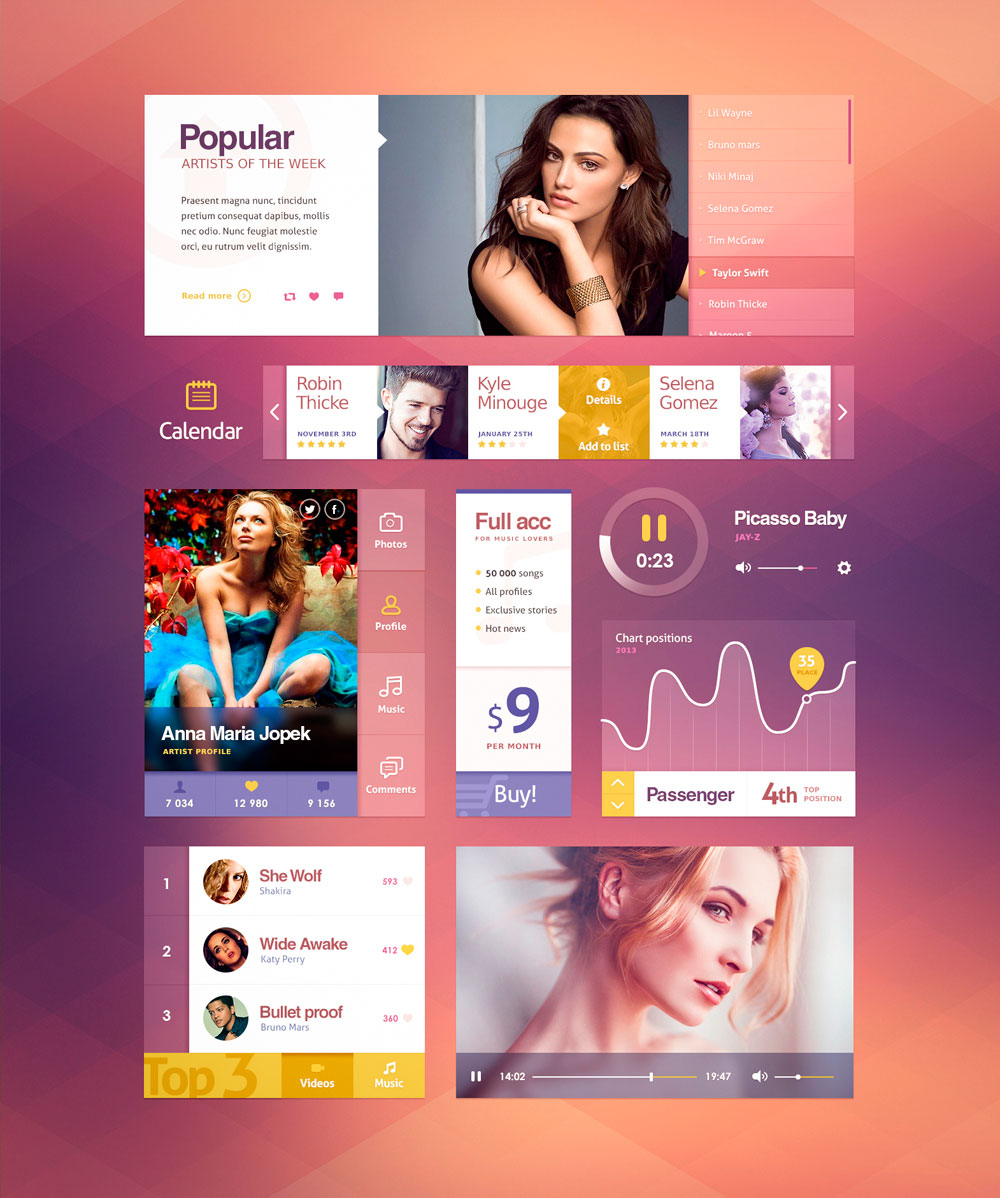 Popular
ARTISTS OF THE WEEK
Praesent magna nunc, tincidunt
pretium consequat dapibus, mollis
nec odio. Nunc feugiat molestie
orci, eu rutrum velit dignissim.
Read more
Lil Wayne
Bruno mars
Niki Minaj
Selena Gomez
Tim McGraw
Taylor Swift
Robin Thicke
Maroon 5
Calendar
Robin
Thicke
NOVEMBER 3RD
Kyle
Minouge
JANUARY 25TH
Details
Add to list
Selena
Gomez
MARCH 18TH
Anna Maria Jopek
ARTIST PROFILE
7 034
12 980
9 156
Photos
Profile
Music
Comments
Full acc
FOR MUSIC LOVERS
50 000 songs
All profiles
Exclusive stories
Hot news
$9
PER MONTH
Buy!
0:23
Picasso Baby
JAY-Z
Chart positions
2013
35
PLACE
Passenger
4th TOP
POSITION
1
She Wolf
Shakira
593
2
Wide Awake
Katy Perry
412
3
Bullet proof
Bruno Mars
360
Top 3
Videos
Music
14:02
19:47